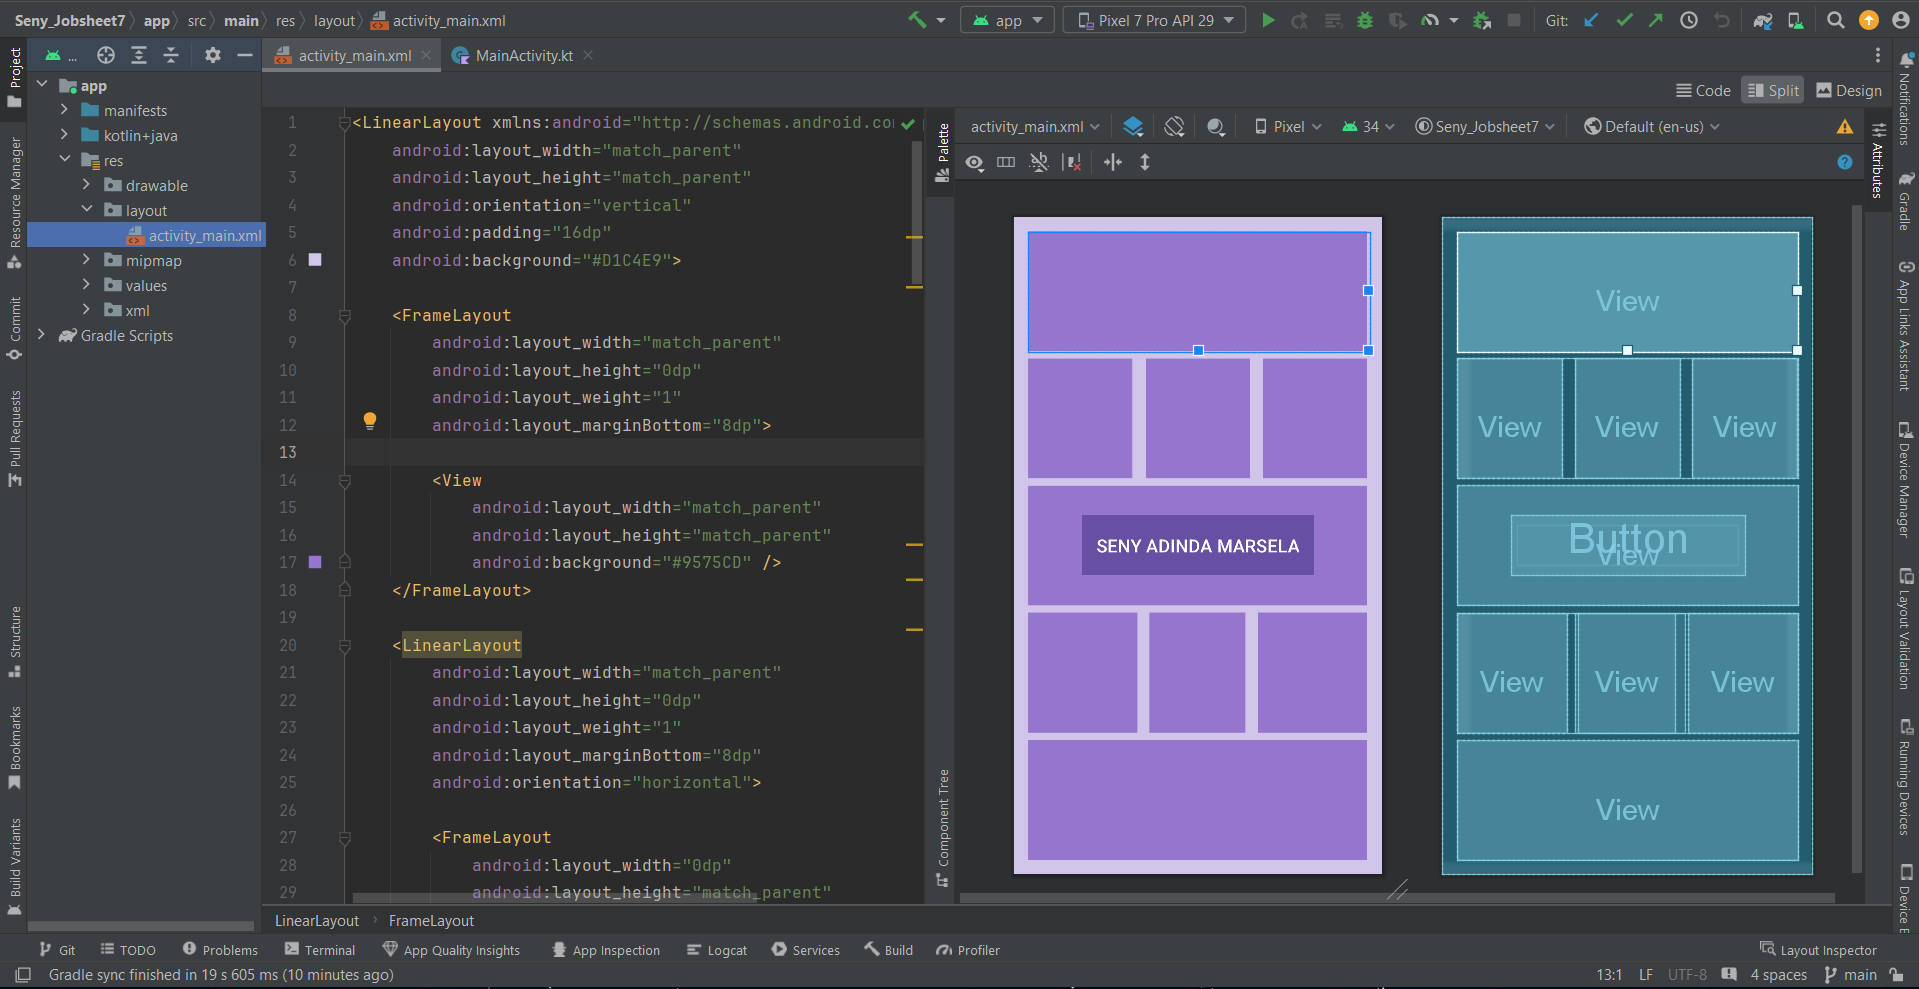 Seny_Jobsheet7 app src main res layout activity_main.xml app Pixel 7 Pro API 29 Git:
Project
...
activity_main.xml MainActivity.kt
Code Split Design
app
manifests
kotlin+java
res
drawable
layout
activity_main.xml
mipmap
values
xml
Gradle Scripts
Resource Manager
Commit
Pull Requests
Structure
Bookmarks
Build Variants
1 <LinearLayout xmlns:android="http://schemas.android.co
2 android:layout_width="match_parent"
3 android:layout_height="match_parent"
4 android:orientation="vertical"
5 android:padding="16dp"
6 android:background="#D1C4E9">
7
8 <FrameLayout
9 android:layout_width="match_parent"
10 android:layout_height="0dp"
11 android:layout_weight="1"
12 android:layout_marginBottom="8dp">
13
14 <View
15 android:layout_width="match_parent"
16 android:layout_height="match_parent"
17 android:background="#9575CD" />
18 </FrameLayout>
19
20 <LinearLayout
21 android:layout_width="match_parent"
22 android:layout_height="0dp"
23 android:layout_weight="1"
24 android:layout_marginBottom="8dp"
25 android:orientation="horizontal">
26
27 <FrameLayout
28 android:layout_width="0dp"
29 android:layout_height="match_parent"
Palette
Component Tree
activity_main.xml Pixel 34 Seny_Jobsheet7 Default (en-us)
SENY ADINDA MARSELA
View
View View View
Button
View
View View View
View
Attributes
Notifications
Gradle
App Links Assistant
Device Manager
Layout Validation
Running Devices
Device E
LinearLayout FrameLayout
Git TODO Problems Terminal App Quality Insights App Inspection Logcat Services Build Profiler Layout Inspector
Gradle sync finished in 19 s 605 ms (10 minutes ago) 13:1 LF UTF-8 4 spaces main